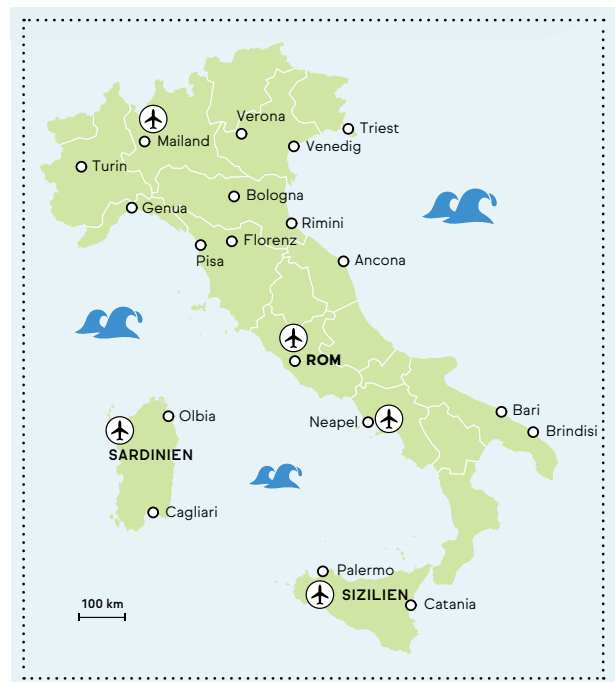 Verona
Triest
Mailand
Venedig
Turin
Bologna
Genua
Rimini
Florenz
Pisa
Ancona
ROM
Olbia
Neapel
Bari
Brindisi
SARDINIEN
Cagliari
Palermo
SIZILIEN
Catania
100 km